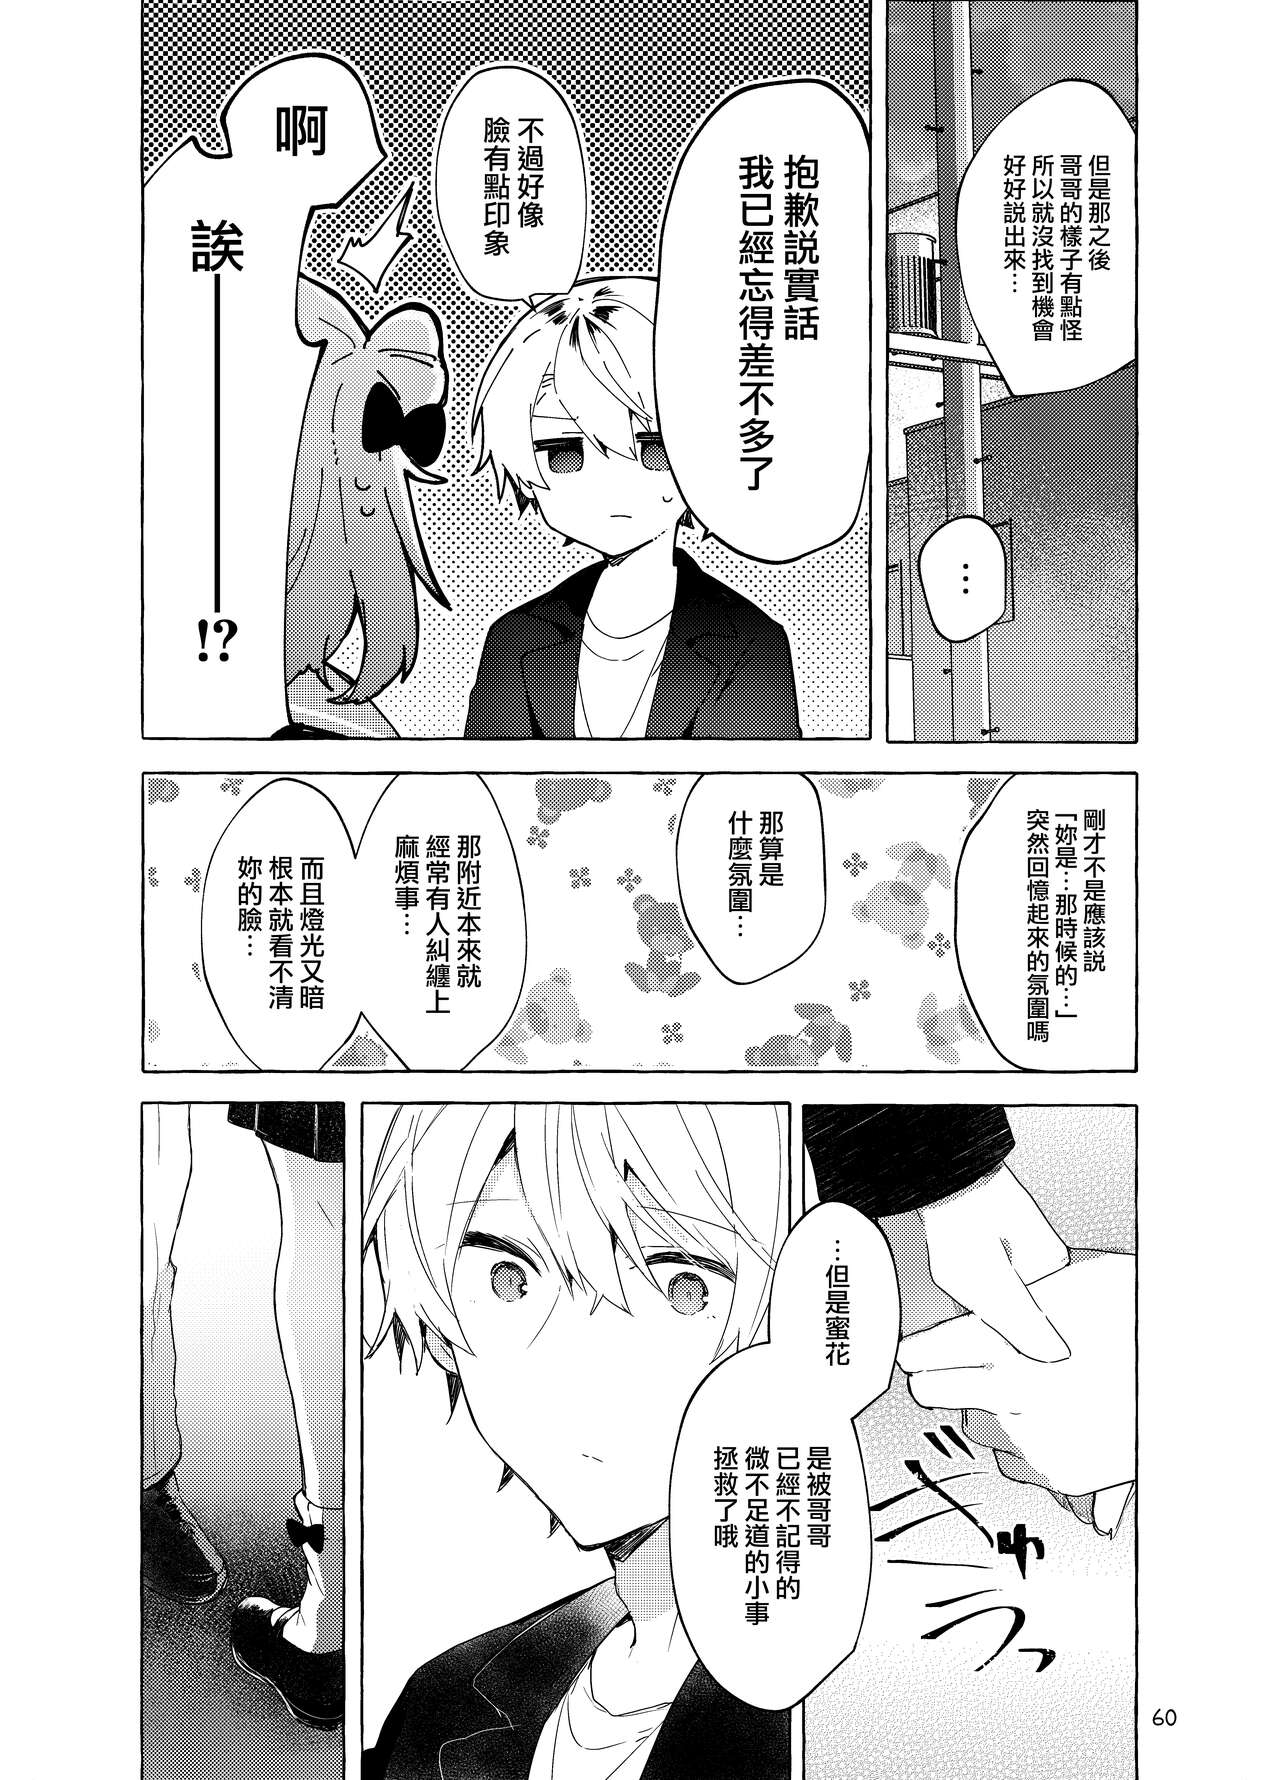 但是那之後
哥哥的樣子有點怪
所以就沒找到機會
好好說出來…
…
抱歉說實話
我已經忘得差不多了
不過好像
臉有點印象
啊
誒——!?
剛才不是應該說
「妳是…那時候的…」
突然回憶起來的氛圍嗎
那算是
什麼氛圍…
那附近本來就
經常有人糾纏上
麻煩事…
而且燈光又暗
根本就看不清
妳的臉…
…但是蜜花
是被哥哥
已經不記得的
微不足道的小事
拯救了哦
60